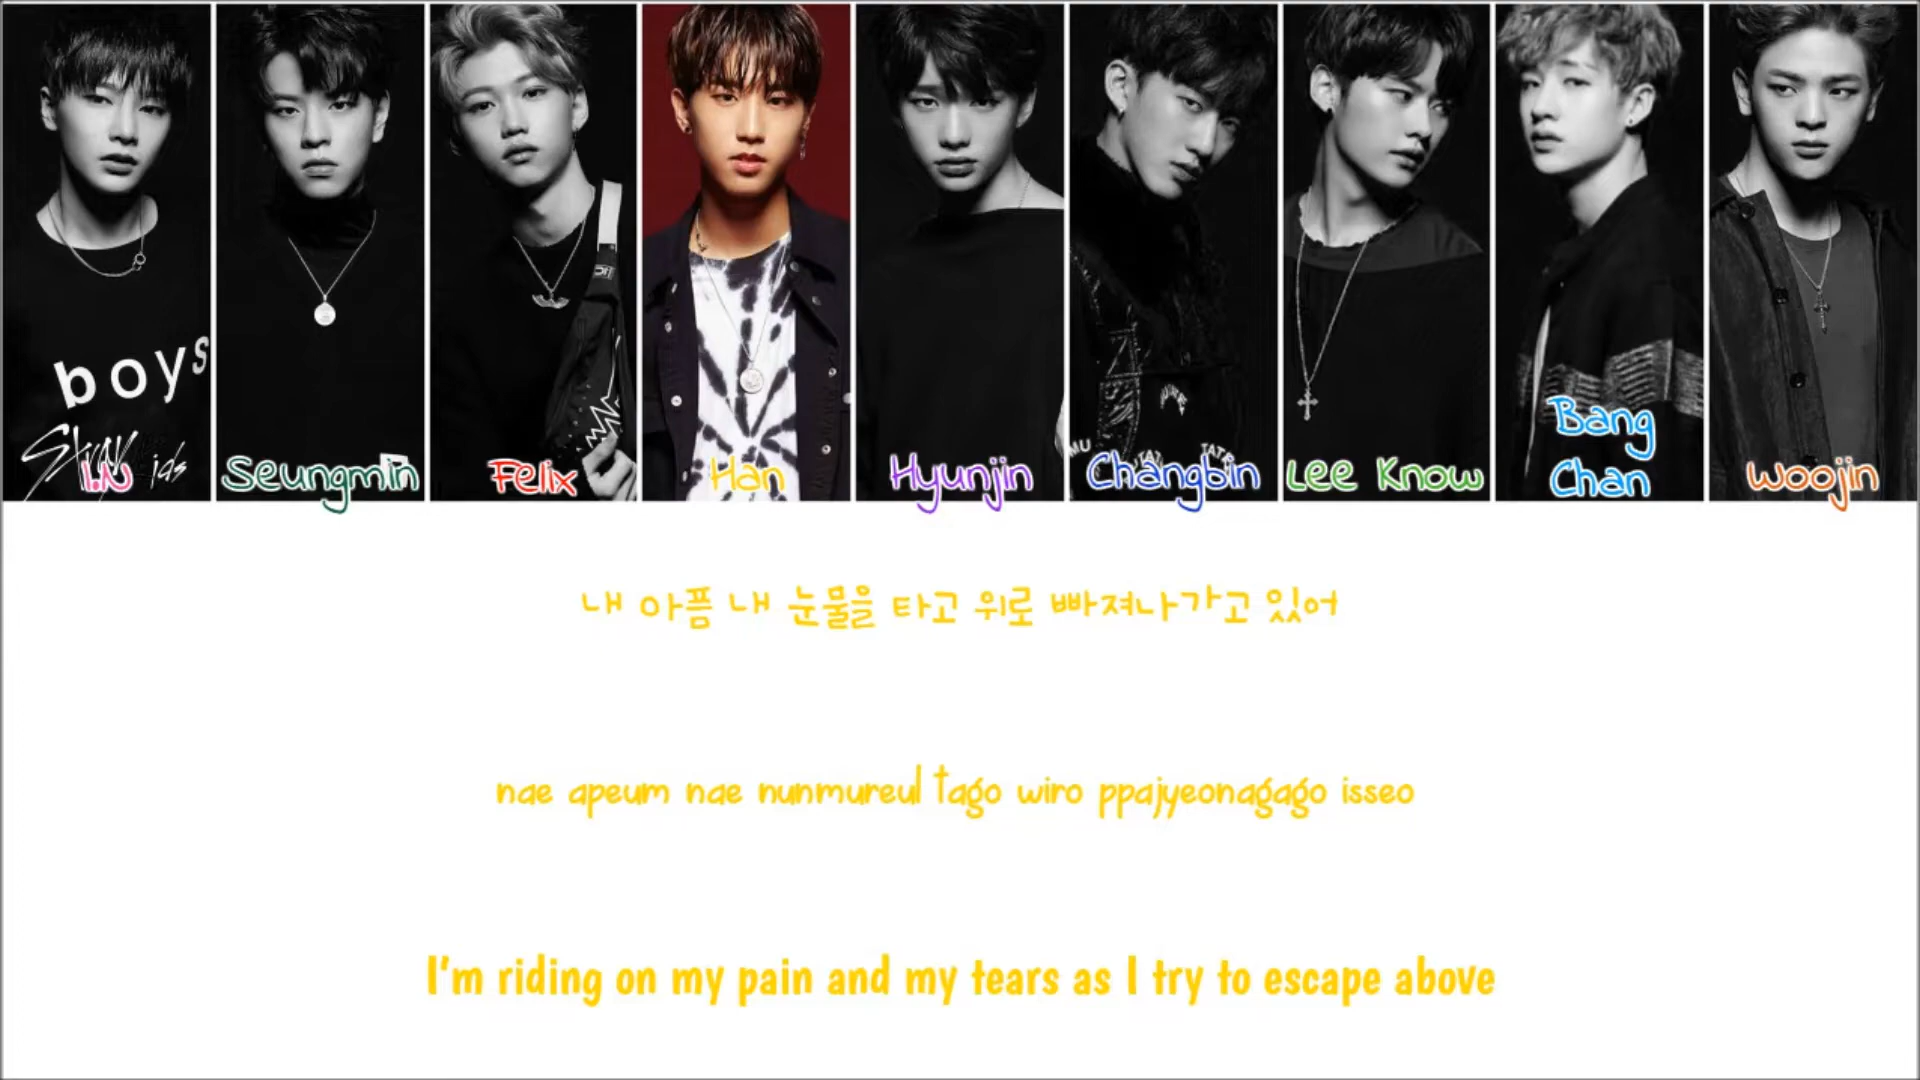 boys
Stray Kids
I.N
Seungmin
Felix
Han
Hyunjin
Changbin
Lee Know
Bang
Chan
Woojin
내 아픔 내 눈물을 타고 위로 빠져나가고 있어
nae apeum nae nunmureul tago wiro ppajyeonagago isseo
I'm riding on my pain and my tears as I try to escape above